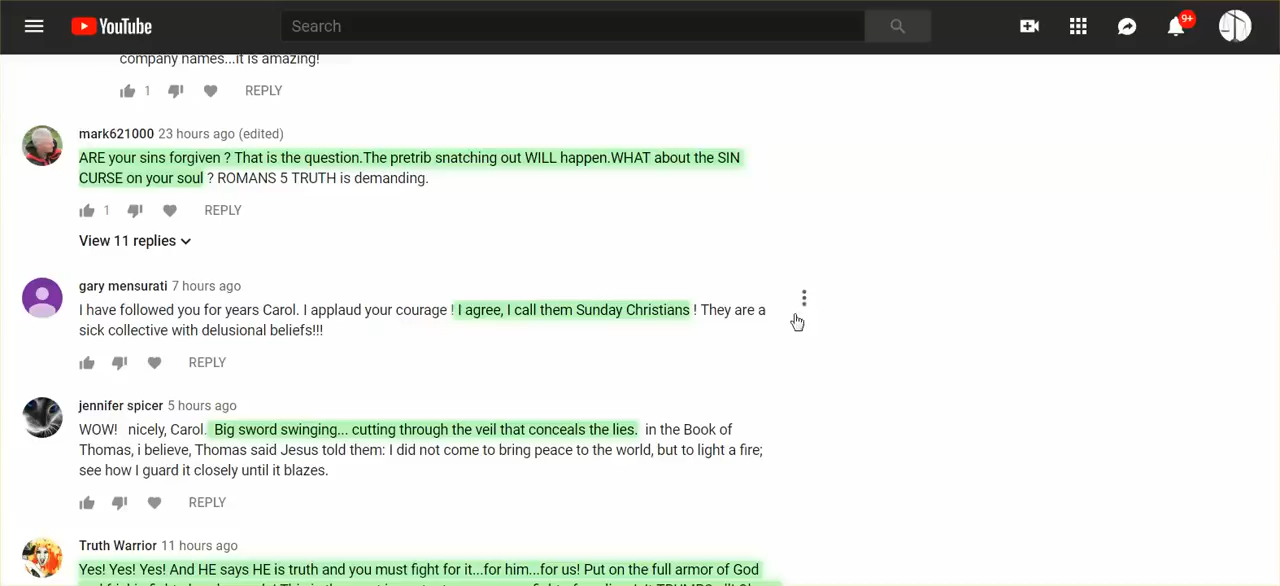 YouTube
Search
9+
company names...it is amazing!
1 REPLY
mark621000 23 hours ago (edited)
ARE your sins forgiven ? That is the question.The pretrib snatching out WILL happen.WHAT about the SIN
CURSE on your soul ? ROMANS 5 TRUTH is demanding.
1 REPLY
View 11 replies
gary mensurati 7 hours ago
I have followed you for years Carol. I applaud your courage ! I agree, I call them Sunday Christians ! They are a
sick collective with delusional beliefs!!!
REPLY
jennifer spicer 5 hours ago
WOW! nicely, Carol. Big sword swinging... cutting through the veil that conceals the lies. in the Book of
Thomas, i believe, Thomas said Jesus told them: I did not come to bring peace to the world, but to light a fire;
see how I guard it closely until it blazes.
REPLY
Truth Warrior 11 hours ago
Yes! Yes! Yes! And HE says HE is truth and you must fight for it...for him...for us! Put on the full armor of God